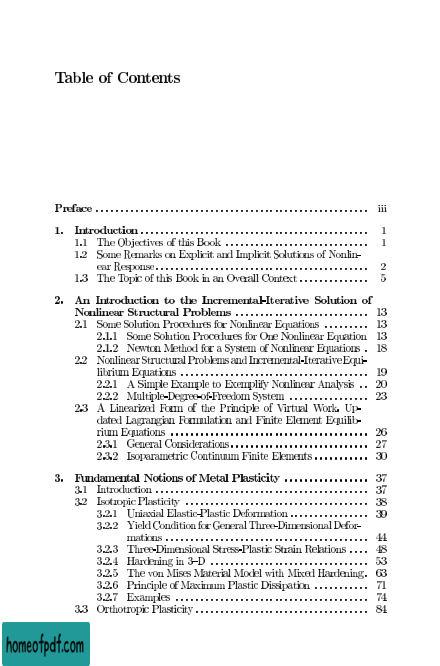 Table of Contents
Preface ................................................ iii
1. Introduction ........................................ 1
1.1 The Objectives of this Book ........................ 1
1.2 Some Remarks on Explicit and Implicit Solutions of Nonlin-
ear Response............................................ 2
1.3 The Topic of this Book in an Overall Context............ 5
2. An Introduction to the Incremental-Iterative Solution of
Nonlinear Structural Problems ....................... 13
2.1 Some Solution Procedures for Nonlinear Equations ......... 13
2.1.1 Some Solution Procedures for One Nonlinear Equation 13
2.1.2 Newton Method for a System of Nonlinear Equations . 18
2.2 Nonlinear Structural Problems and Incremental-Iterative Equi-
librium Equations ................................ 19
2.2.1 A Simple Example to Exemplify Nonlinear Analysis .. 20
2.2.2 Multiple-Degree-of-Freedom System .............. 23
2.3 A Linearized Form of the Principle of Virtual Work, Up-
dated Lagrangian Formulation and Finite Element Equilib-
rium Equations .................................. 26
2.3.1 General Considerations........................ 27
2.3.2 Isoparametric Continuum Finite Elements .......... 30
3. Fundamental Notions of Metal Plasticity ............... 37
3.1 Introduction ..................................... 37
3.2 Isotropic Plasticity ................................ 38
3.2.1 Uniaxial Elastic-Plastic Deformation .............. 39
3.2.2 Yield Condition for General Three-Dimensional Defor-
mations ................................... 44
3.2.3 Three-Dimensional Stress-Plastic Strain Relations .... 48
3.2.4 Hardening in 3-D ............................ 53
3.2.5 The von Mises Material Model with Mixed Hardening. 63
3.2.6 Principle of Maximum Plastic Dissipation .......... 71
3.2.7 Examples .................................. 74
3.3 Orthotropic Plasticity .............................. 84
homeofpdf.com